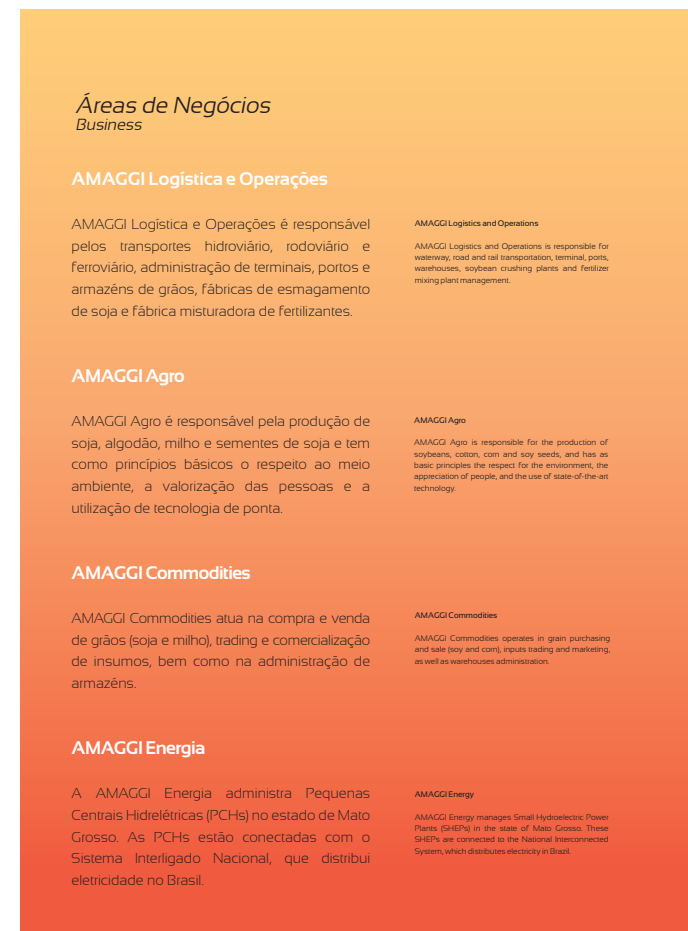 Áreas de Negócios
Business
AMAGGI Logística e Operações
AMAGGI Logística e Operações é responsável
pelos transportes hidroviário, rodoviário e
ferroviário, administração de terminais, portos e
armazéns de grãos, fábricas de esmagamento
de soja e fábrica misturadora de fertilizantes.
AMAGGI Logistics and Operations
AMAGGI Logistics and Operations is responsible for
waterway, road and rail transportation, terminal, ports,
warehouses, soybean crushing plants and fertilizer
mixing plant management.
AMAGGI Agro
AMAGGI Agro é responsável pela produção de
soja, algodão, milho e sementes de soja e tem
como princípios básicos o respeito ao meio
ambiente, a valorização das pessoas e a
utilização de tecnologia de ponta.
AMAGGI Agro
AMAGGI Agro is responsible for the production of
soybeans, cotton, corn and soy seeds, and has as
basic principles the respect for the environment, the
appreciation of people, and the use of state-of-the-art
technology.
AMAGGI Commodities
AMAGGI Commodities atua na compra e venda
de grãos (soja e milho), trading e comercialização
de insumos, bem como na administração de
armazéns.
AMAGGI Commodities
AMAGGI Commodities operates in grain purchasing
and sale (soy and corn), inputs trading and marketing,
as well as warehouses administration.
AMAGGI Energia
A AMAGGI Energia administra Pequenas
Centrais Hidrelétricas (PCHs) no estado de Mato
Grosso. As PCHs estão conectadas com o
Sistema Interligado Nacional, que distribui
eletricidade no Brasil.
AMAGGI Energy
AMAGGI Energy manages Small Hydroelectric Power
Plants (SHEPs) in the state of Mato Grosso. These
SHEPs are connected to the National Interconnected
System, which distributes electricity in Brazil.